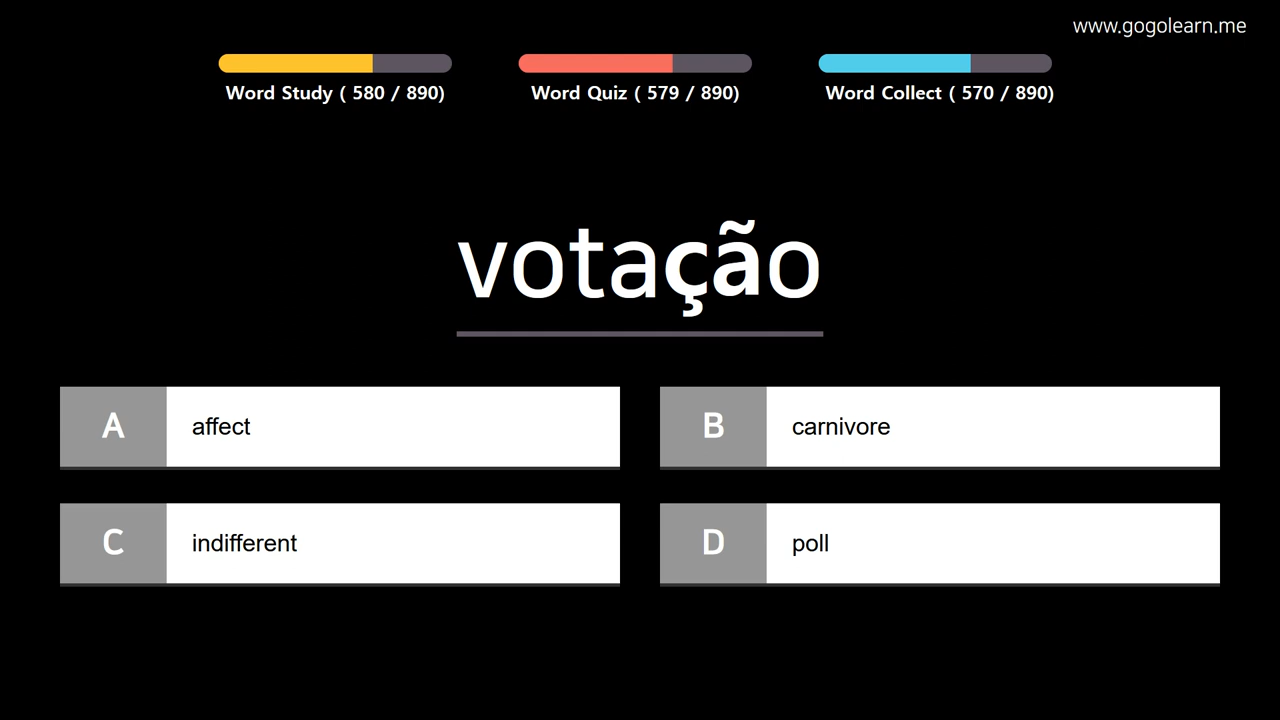 www.gogolearn.me
Word Study ( 580 / 890)
Word Quiz ( 579 / 890)
Word Collect ( 570 / 890)
votação
A affect
B carnivore
C indifferent
D poll